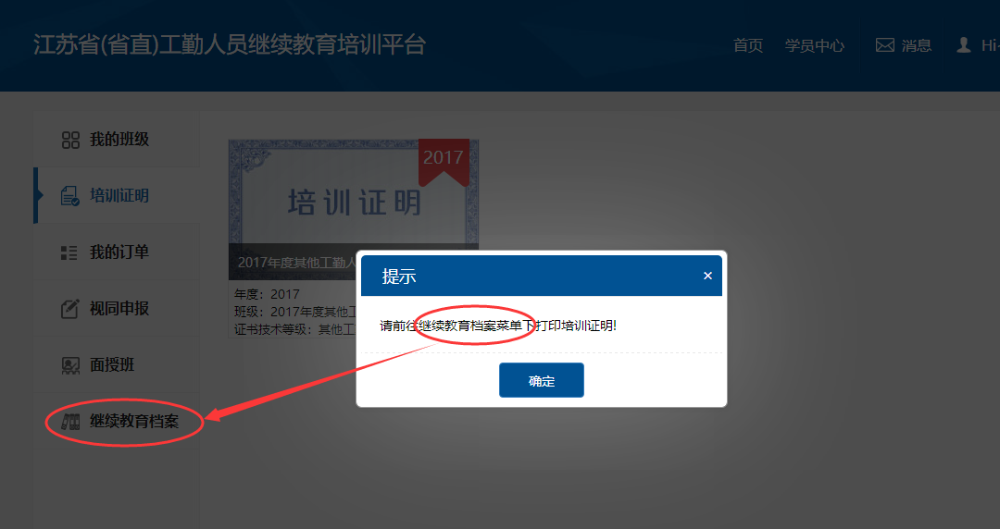 江苏省(省直)工勤人员继续教育培训平台
首页 学员中心 消息 Hi
我的班级
培训证明
我的订单
视同申报
面授班
继续教育档案
2017
培训证明
2017年度其他工勤人
年度：2017
班级：2017年度其他工
证书技术等级：其他工
提示 ×
请前往继续教育档案菜单下打印培训证明!
确定